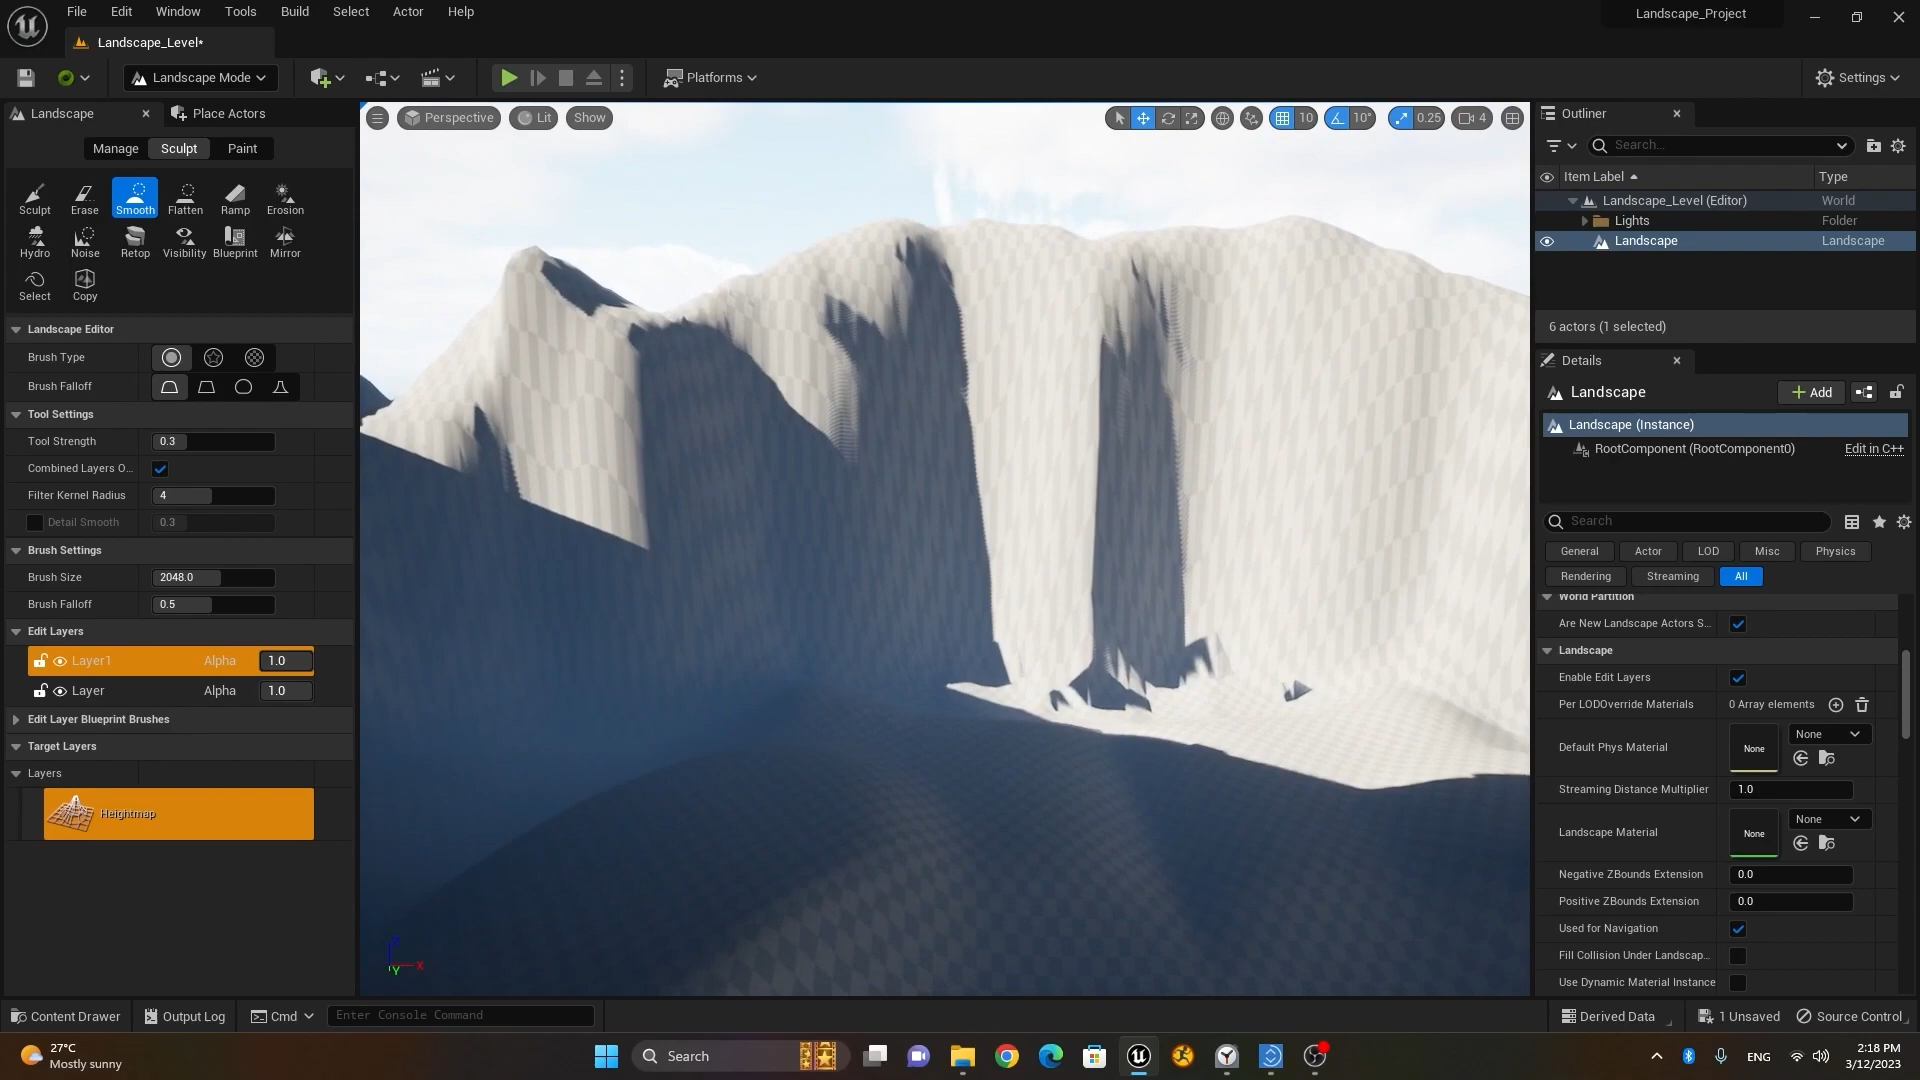 File Edit Window Tools Build Select Actor Help
Landscape_Project
Landscape_Level*
Landscape Mode
Platforms
Settings
Landscape
Place Actors
Manage Sculpt Paint
Sculpt Erase Smooth Flatten Ramp Erosion
Hydro Noise Retop Visibility Blueprint Mirror
Select Copy
Landscape Editor
Brush Type
Brush Falloff
Tool Settings
Tool Strength 0.3
Combined Layers O...
Filter Kernel Radius 4
Detail Smooth 0.3
Brush Settings
Brush Size 2048.0
Brush Falloff 0.5
Edit Layers
Layer1 Alpha 1.0
Layer Alpha 1.0
Edit Layer Blueprint Brushes
Target Layers
Layers
Heightmap
Perspective Lit Show
10 10° 0.25 4
Z
X
Y
Outliner
Search...
Item Label Type
Landscape_Level (Editor) World
Lights Folder
Landscape Landscape
6 actors (1 selected)
Details
Landscape
Add
Landscape (Instance)
RootComponent (RootComponent0) Edit in C++
Search
General Actor LOD Misc Physics
Rendering Streaming All
World Partition
Are New Landscape Actors S...
Landscape
Enable Edit Layers
Per LODOverride Materials 0 Array elements
None
Default Phys Material None
Streaming Distance Multiplier 1.0
None
Landscape Material None
Negative ZBounds Extension 0.0
Positive ZBounds Extension 0.0
Used for Navigation
Fill Collision Under Landscap...
Use Dynamic Material Instance
Content Drawer Output Log Cmd Enter Console Command
Derived Data 1 Unsaved Source Control
27°C
Mostly sunny
Search
ENG
2:18 PM
3/12/2023